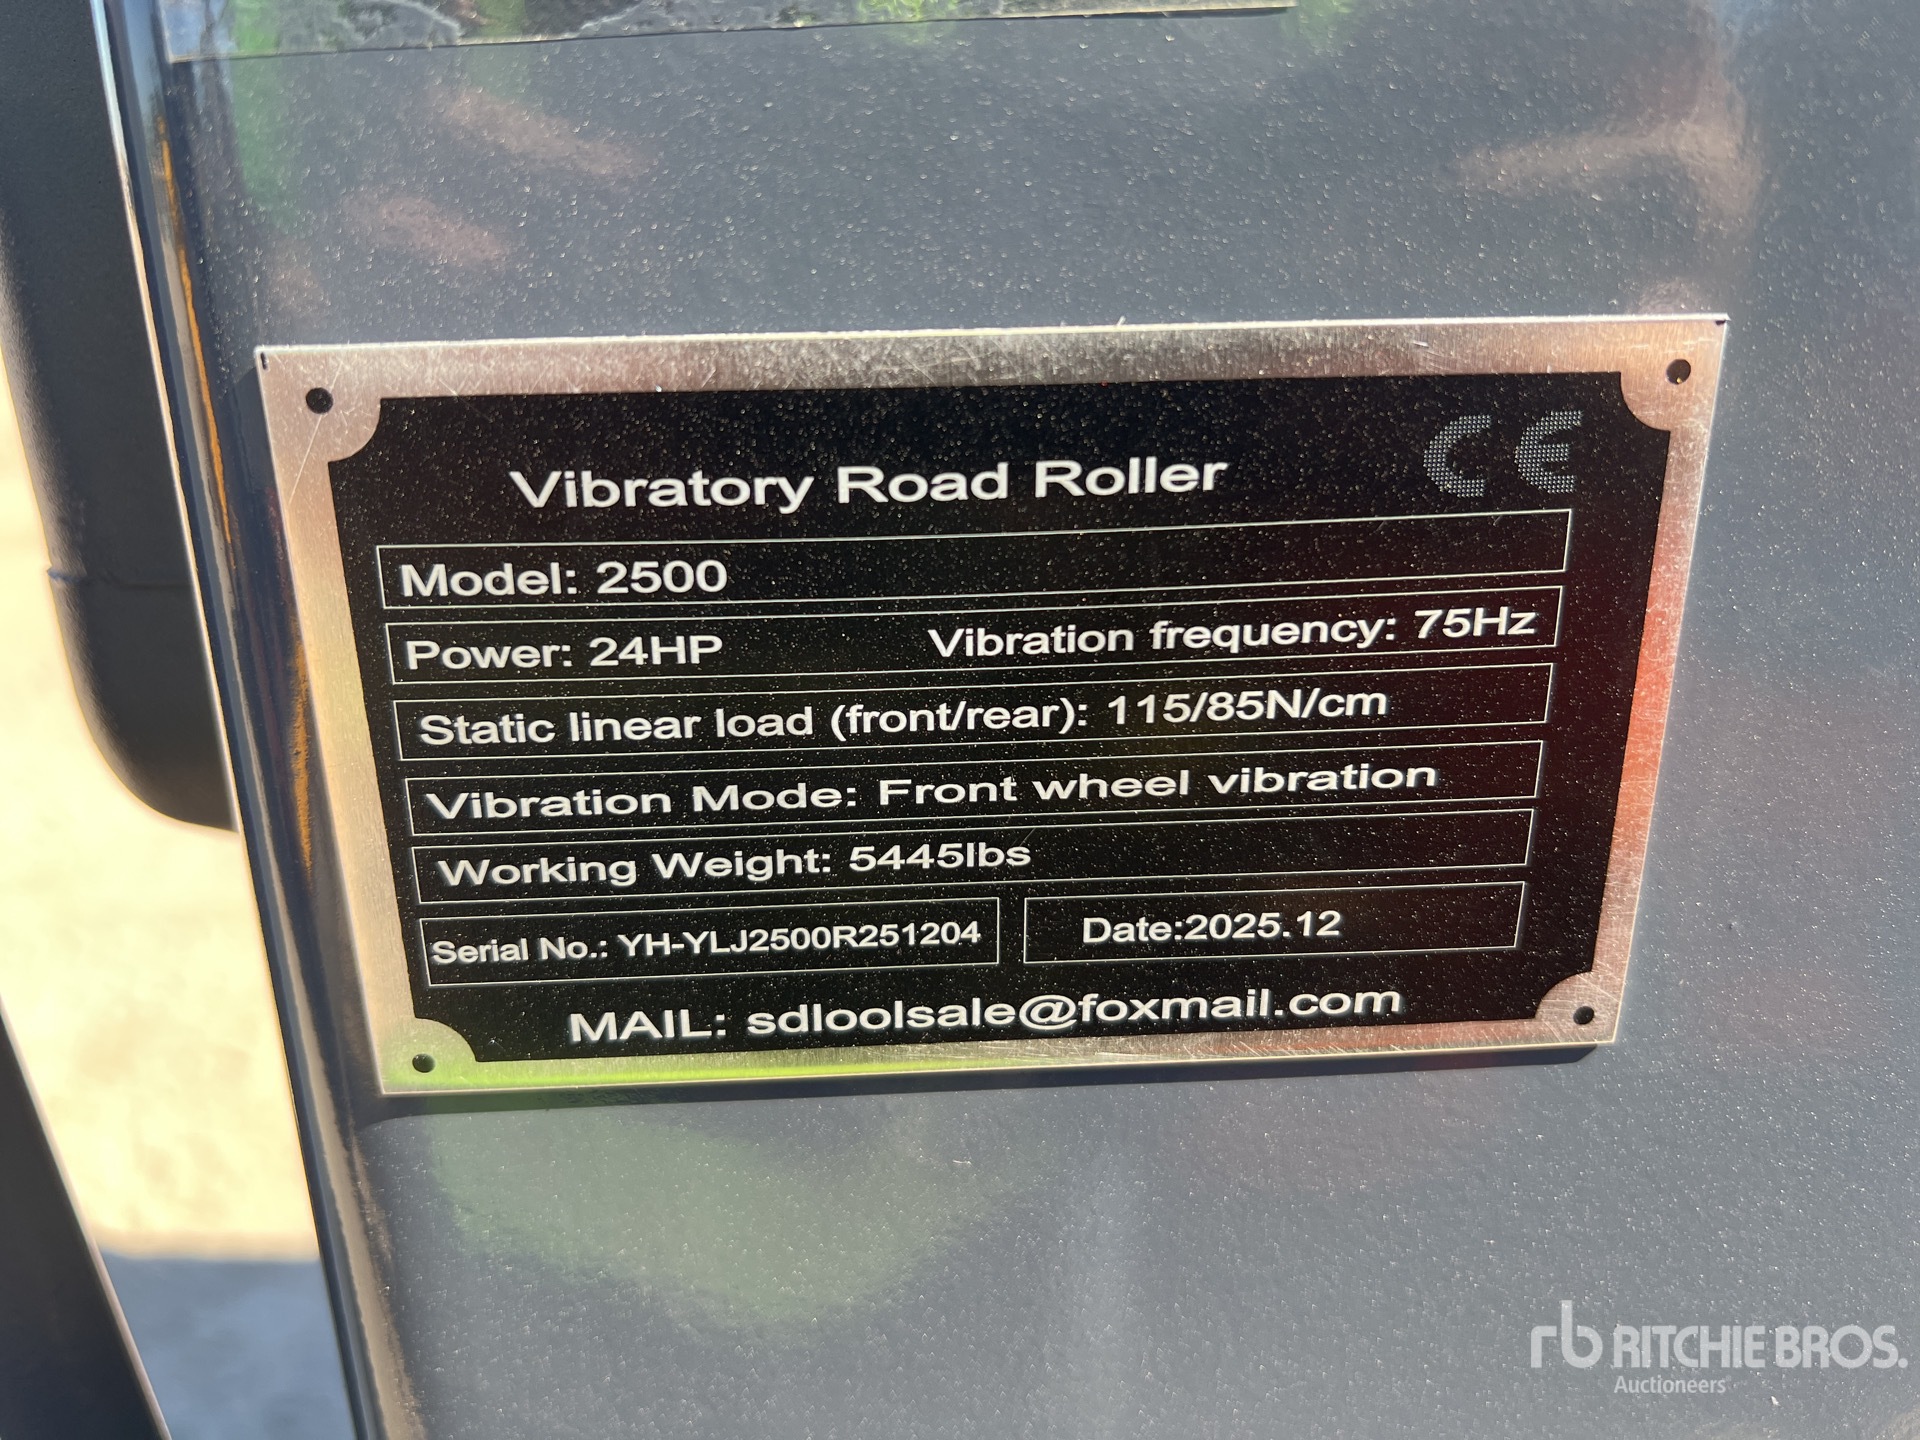 CE
Vibratory Road Roller
Model: 2500
Power: 24HP Vibration frequency: 75Hz
Static linear load (front/rear): 115/85N/cm
Vibration Mode: Front wheel vibration
Working Weight: 5445lbs
Serial No.: YH-YLJ2500R251204 Date:2025.12
MAIL: sdloolsale@foxmail.com
rb RITCHIE BROS.
Auctioneers